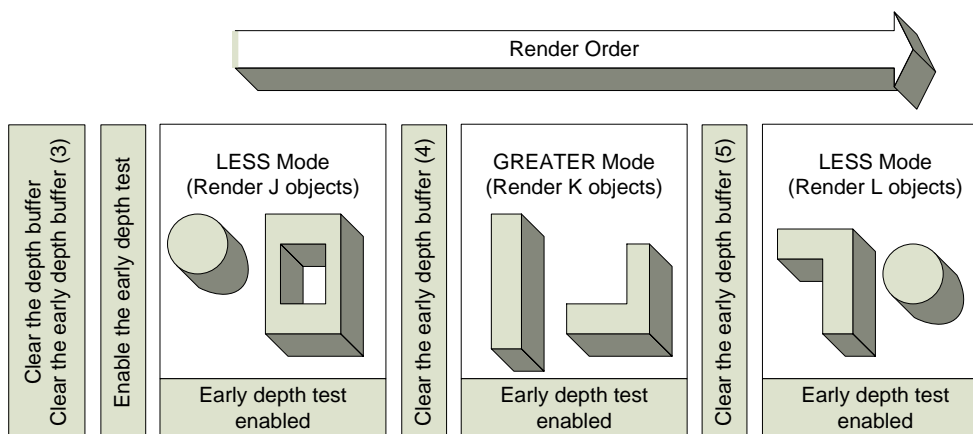 Render Order
Clear the depth buffer
Clear the early depth buffer (3)
Enable the early depth test
LESS Mode
(Render J objects)
Early depth test
enabled
Clear the early depth buffer (4)
GREATER Mode
(Render K objects)
Early depth test
enabled
Clear the early depth buffer (5)
LESS Mode
(Render L objects)
Early depth test
enabled